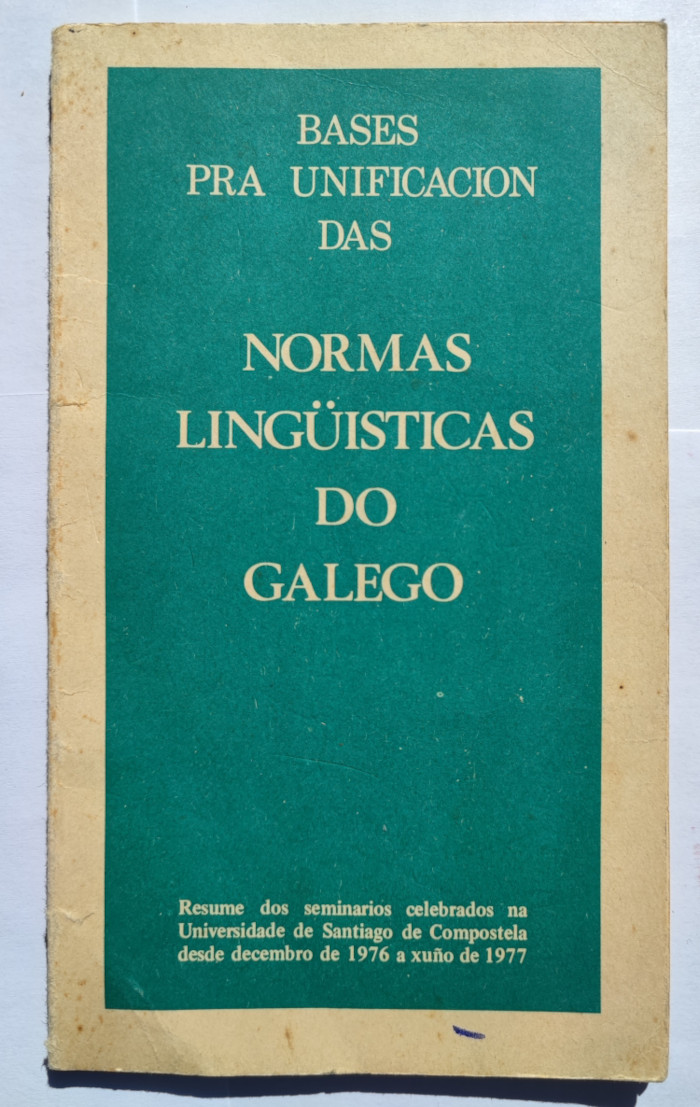 BASES
PRA UNIFICACION
DAS
NORMAS
LINGÜISTICAS
DO
GALEGO
Resume dos seminarios celebrados na
Universidade de Santiago de Compostela
desde decembro de 1976 a xuño de 1977